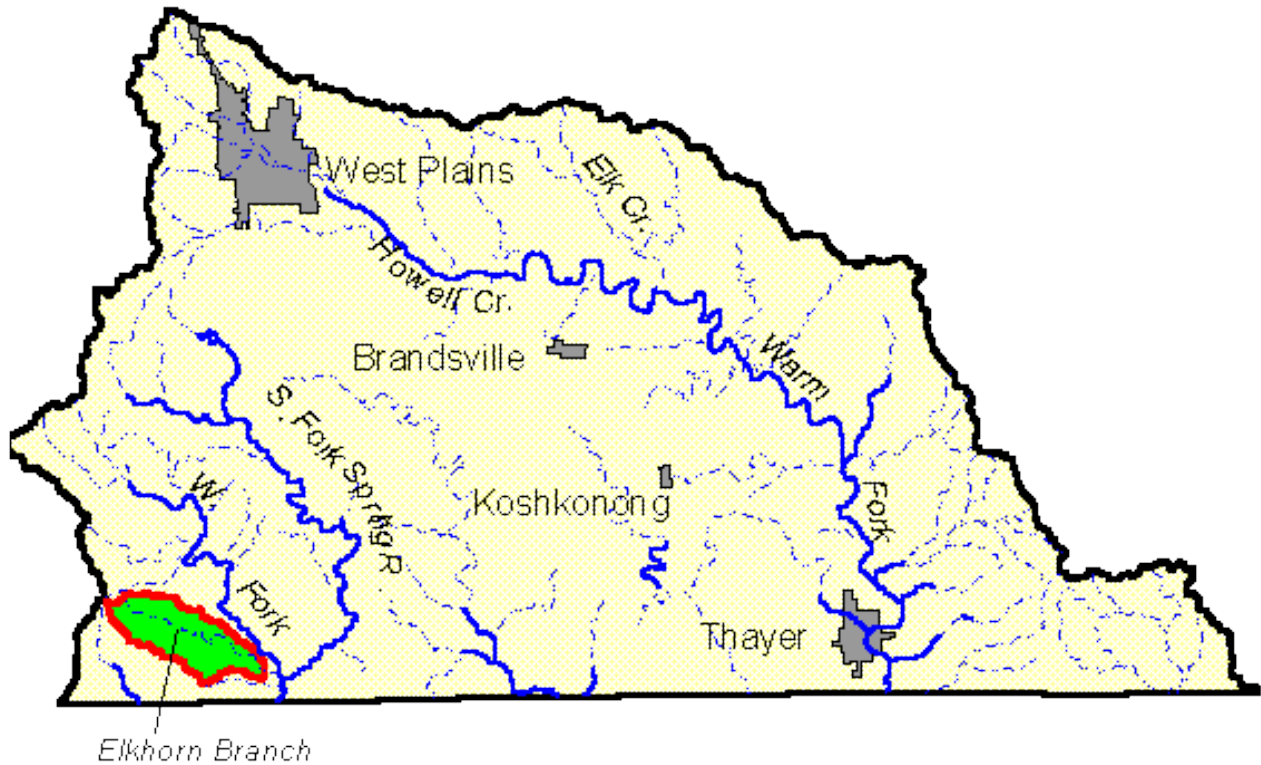 West Plains
Elk Cr.
Howell Cr.
Brandsville
Warm
S. Fork Spring R.
W.
Koshkonong
Fork
Fork
Thayer
Elkhorn Branch